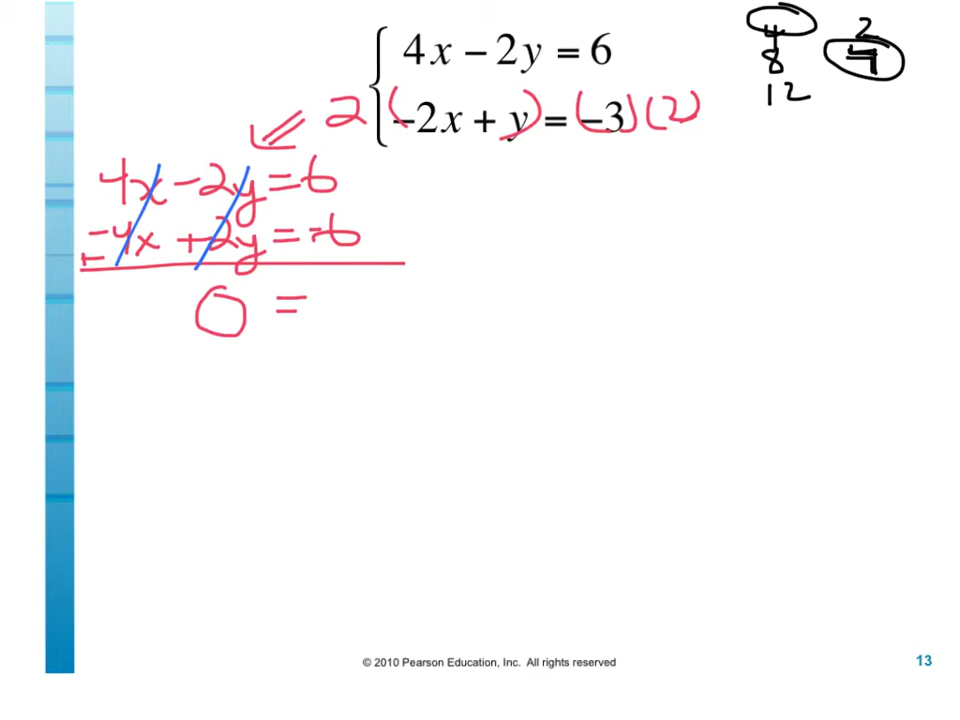 4x − 2y = 6
2(−2x + y) = (−3)(2)
4
8
12
2
4
4x − 2y = 6
−4x + 2y = −6
+
0 =
© 2010 Pearson Education, Inc. All rights reserved
13